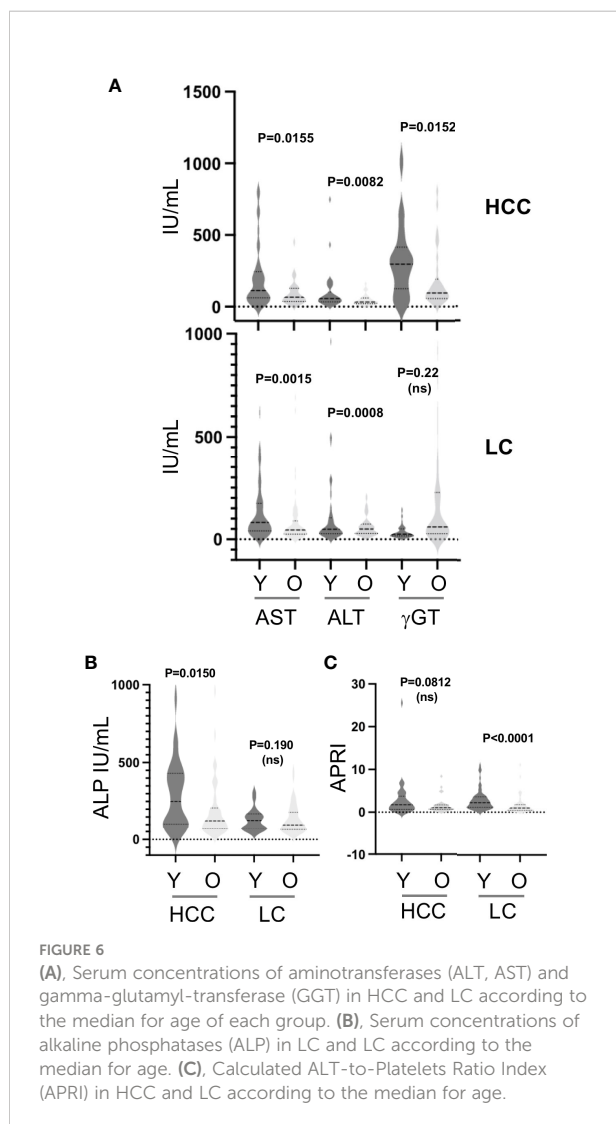 A
1500
1000
500
0
IU/mL
P=0.0155
P=0.0082
P=0.0152
HCC
1000
500
0
IU/mL
P=0.0015
P=0.0008
P=0.22
(ns)
LC
Y O Y O Y O
AST ALT γGT
B
1000
500
0
ALP IU/mL
P=0.0150
P=0.190
(ns)
Y O Y O
HCC LC
C
30
20
10
0
-10
APRI
P=0.0812
(ns)
P<0.0001
Y O Y O
HCC LC
FIGURE 6
(A), Serum concentrations of aminotransferases (ALT, AST) and
gamma-glutamyl-transferase (GGT) in HCC and LC according to
the median for age of each group. (B), Serum concentrations of
alkaline phosphatases (ALP) in LC and LC according to the
median for age. (C), Calculated ALT-to-Platelets Ratio Index
(APRI) in HCC and LC according to the median for age.